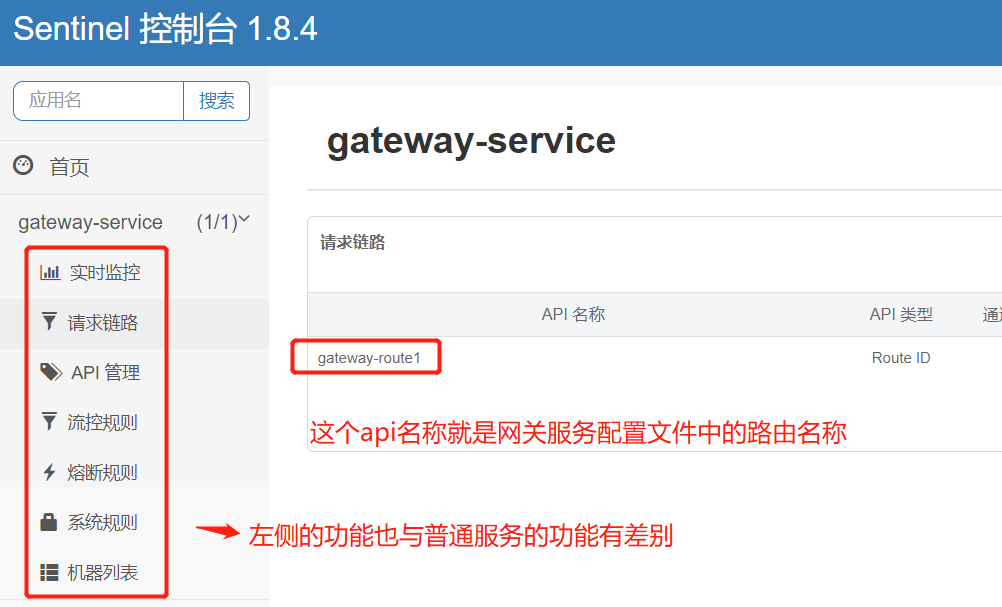 Sentinel 控制台 1.8.4
应用名 搜索
首页
gateway-service (1/1)
实时监控
请求链路
API 管理
流控规则
熔断规则
系统规则
机器列表
gateway-service
请求链路
API 名称 API 类型 通
gateway-route1 Route ID
这个api名称就是网关服务配置文件中的路由名称
左侧的功能也与普通服务的功能有差别